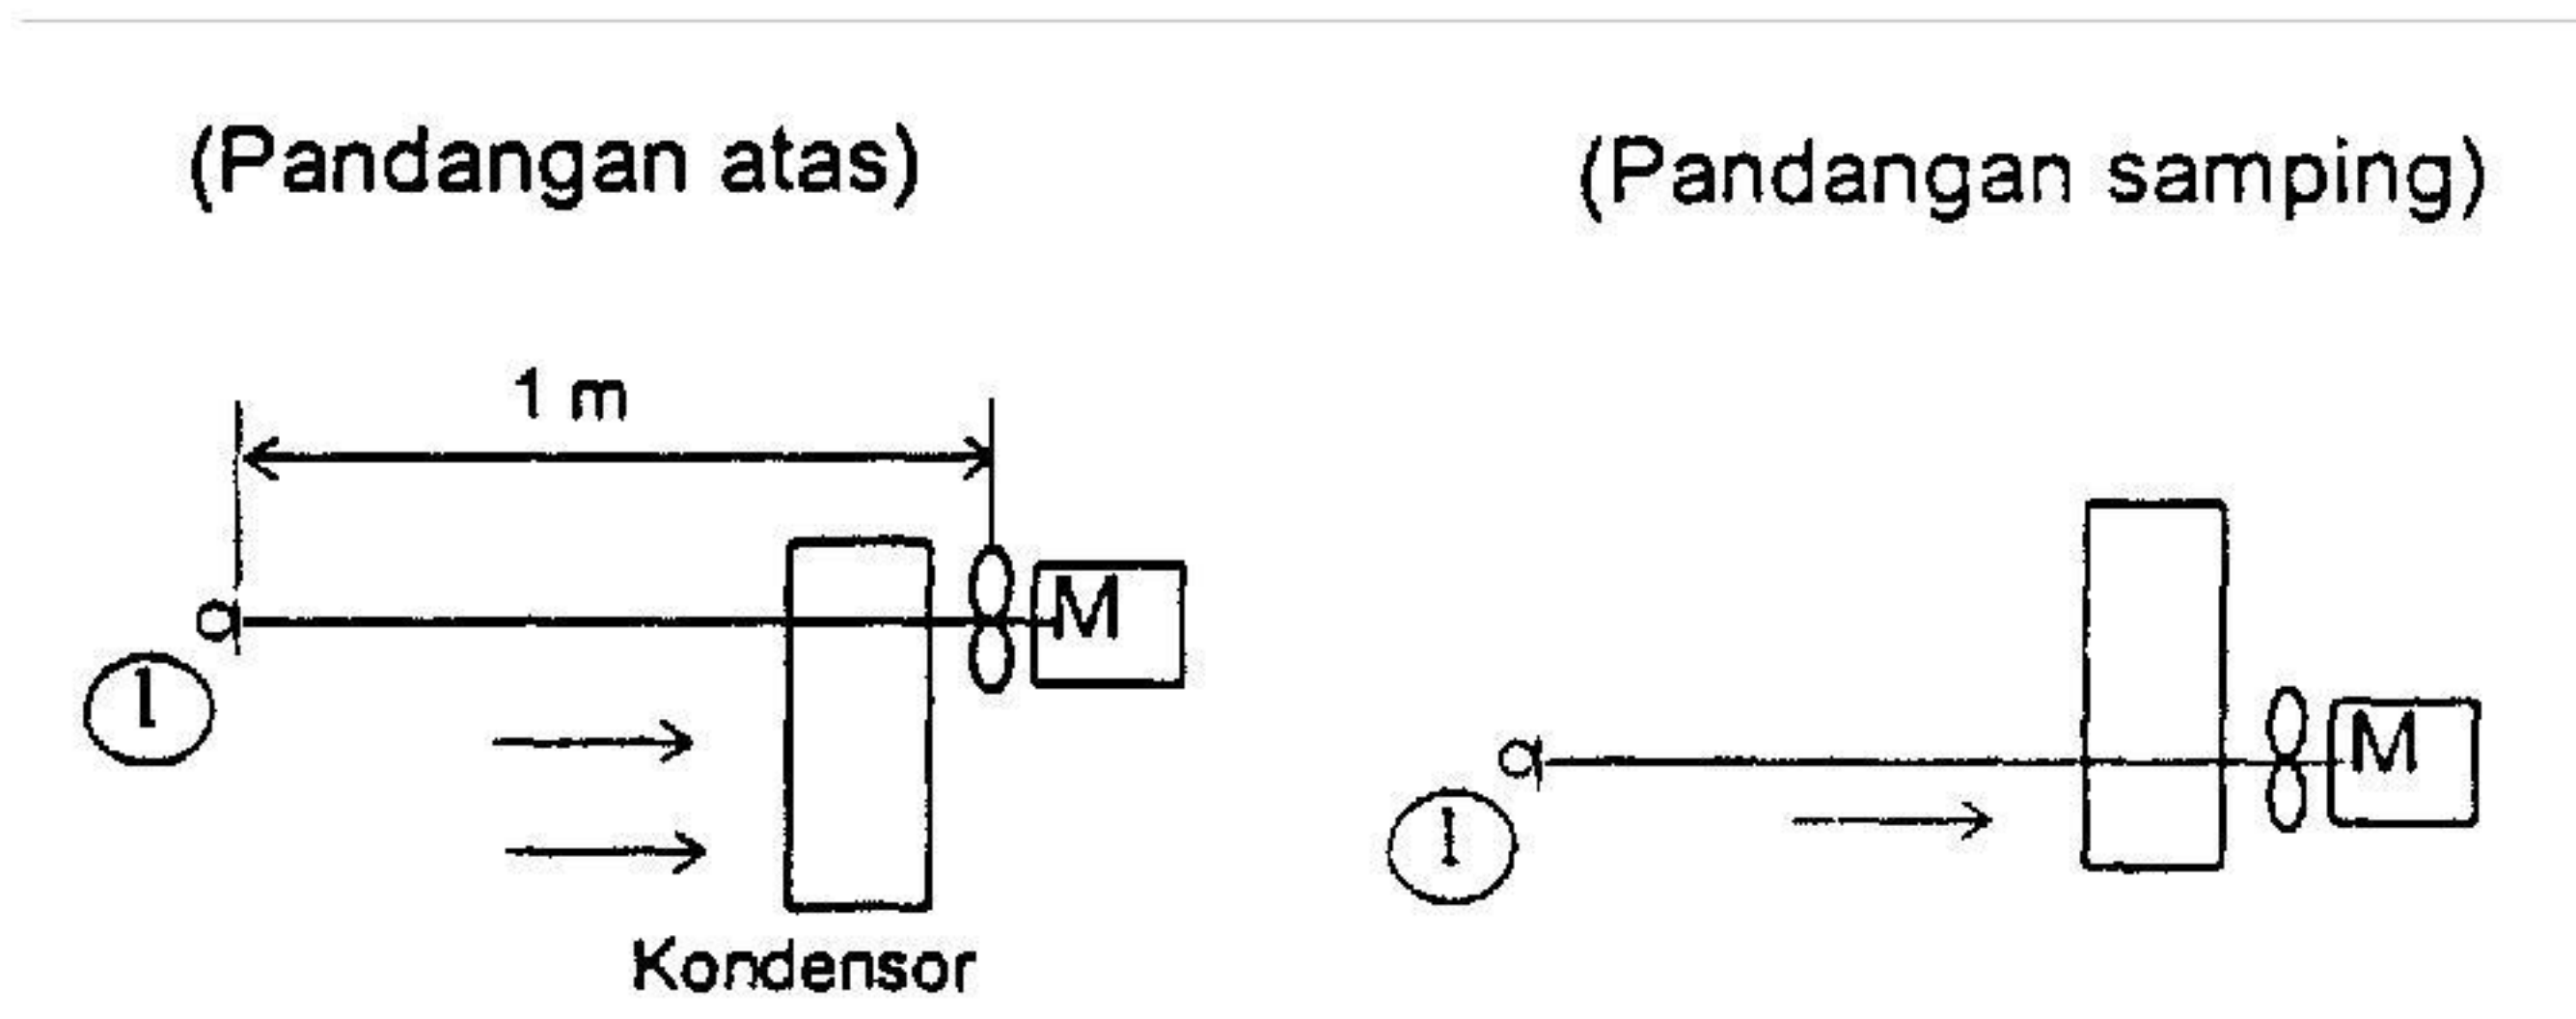 (Pandangan atas)
(Pandangan samping)
1 m
M
1
M
1
Kondensor